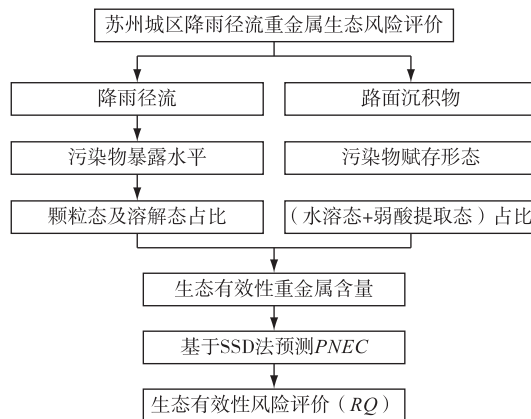 苏州城区降雨径流重金属生态风险评价
降雨径流
路面沉积物
污染物暴露水平
污染物赋存形态
颗粒态及溶解态占比
（水溶态+弱酸提取态）占比
生态有效性重金属含量
基于SSD法预测PNEC
生态有效性风险评价（RQ）